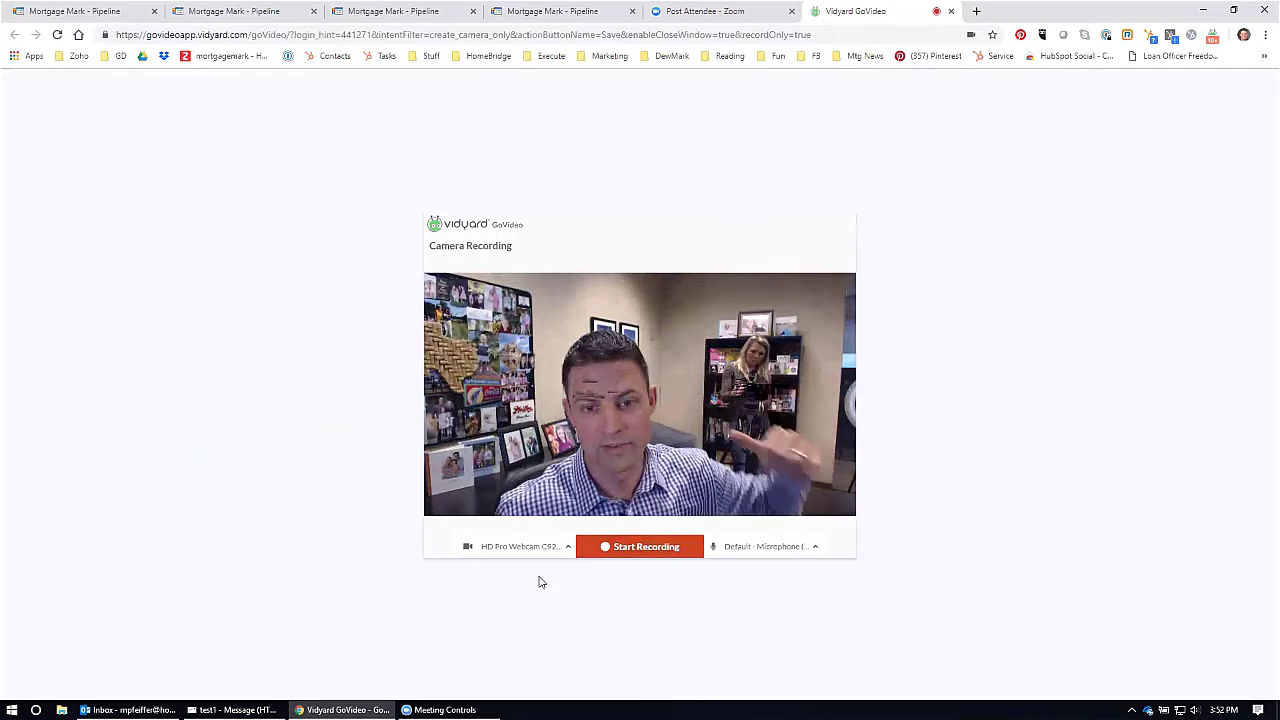 Mortgage Mark - Pipeline
Mortgage Mark - Pipeline
Mortgage Mark - Pipeline
Mortgage Mark - Pipeline
Post Attendee - Zoom
Vidyard GoVideo
https://govideoapp.vidyard.com/goVideo/?login_hint=441271&intentFilter=create_camera_only&actionButtonName=Save&enableCloseWindow=true&recordOnly=true
Apps Zoho GD mortgagemark - H... Contacts Tasks Stuff HomeBridge Execute Marketing DewMark Reading Fun FB Mtg News (357) Pinterest Service HubSpot Social - C... Loan Officer Freedo...
vidyard GoVideo
Camera Recording
HD Pro Webcam C92... Start Recording Default - Microphone (...
Inbox - mpfeiffer@ho... test1 - Message (HT... Vidyard GoVideo - Go... Meeting Controls 3:52 PM